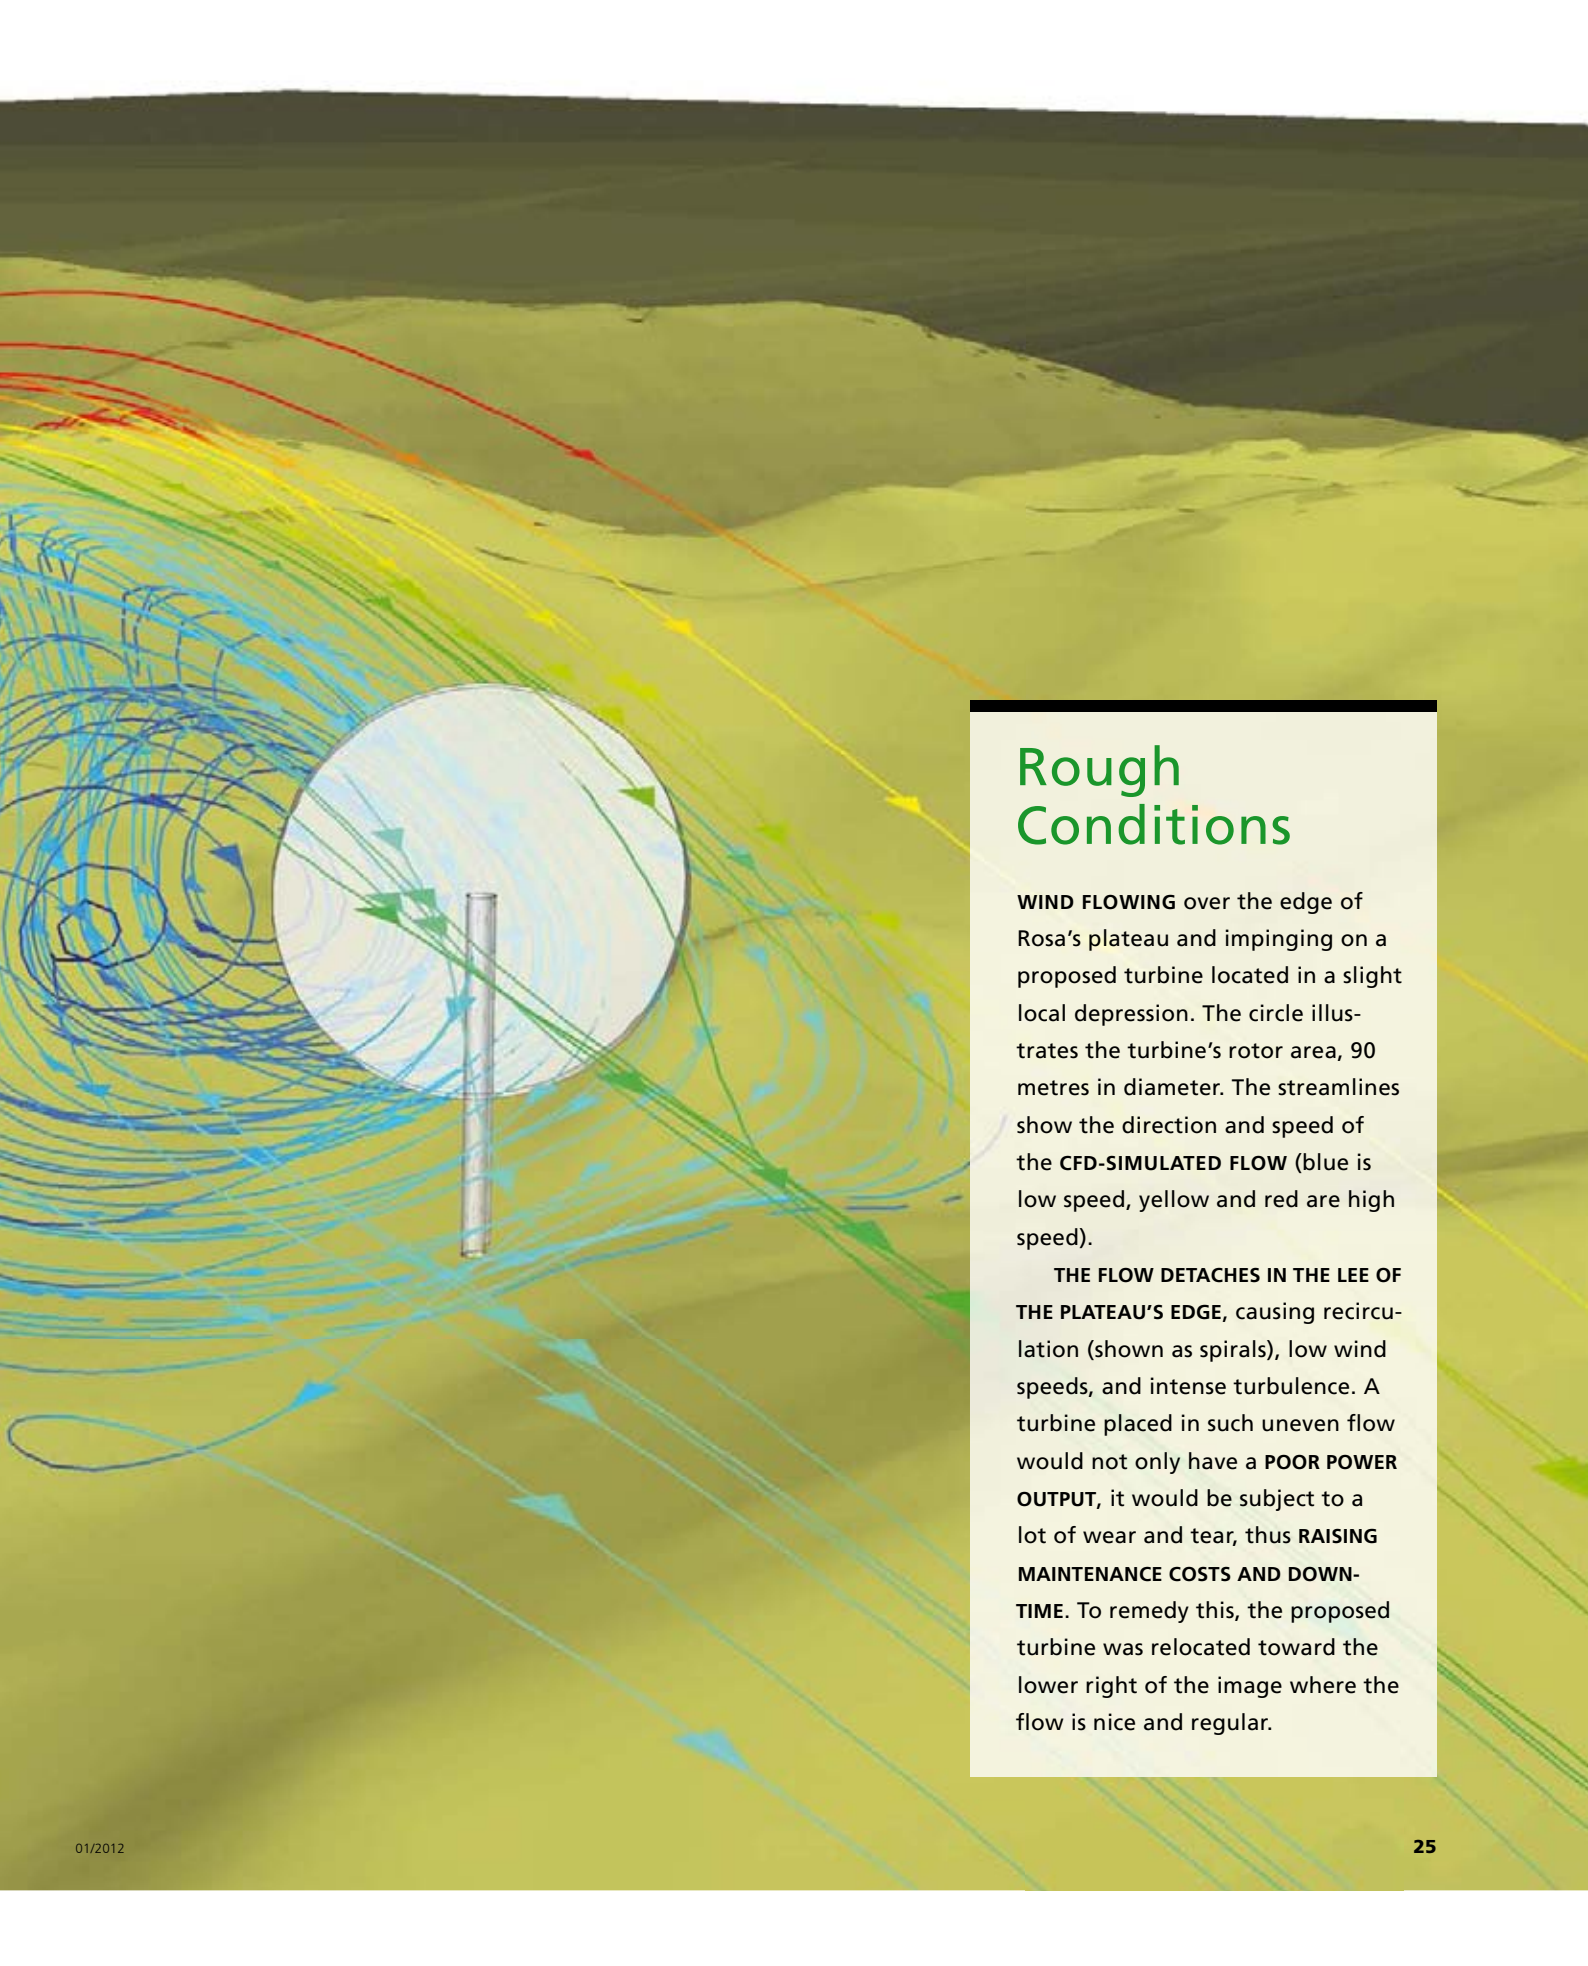 Rough
Conditions
WIND FLOWING over the edge of
Rosa’s plateau and impinging on a
proposed turbine located in a slight
local depression. The circle illus-
trates the turbine’s rotor area, 90
metres in diameter. The streamlines
show the direction and speed of
the CFD-SIMULATED FLOW (blue is
low speed, yellow and red are high
speed).
THE FLOW DETACHES IN THE LEE OF
THE PLATEAU’S EDGE, causing recircu-
lation (shown as spirals), low wind
speeds, and intense turbulence. A
turbine placed in such uneven flow
would not only have a POOR POWER
OUTPUT, it would be subject to a
lot of wear and tear, thus RAISING
MAINTENANCE COSTS AND DOWN-
TIME. To remedy this, the proposed
turbine was relocated toward the
lower right of the image where the
flow is nice and regular.
01/2012
25